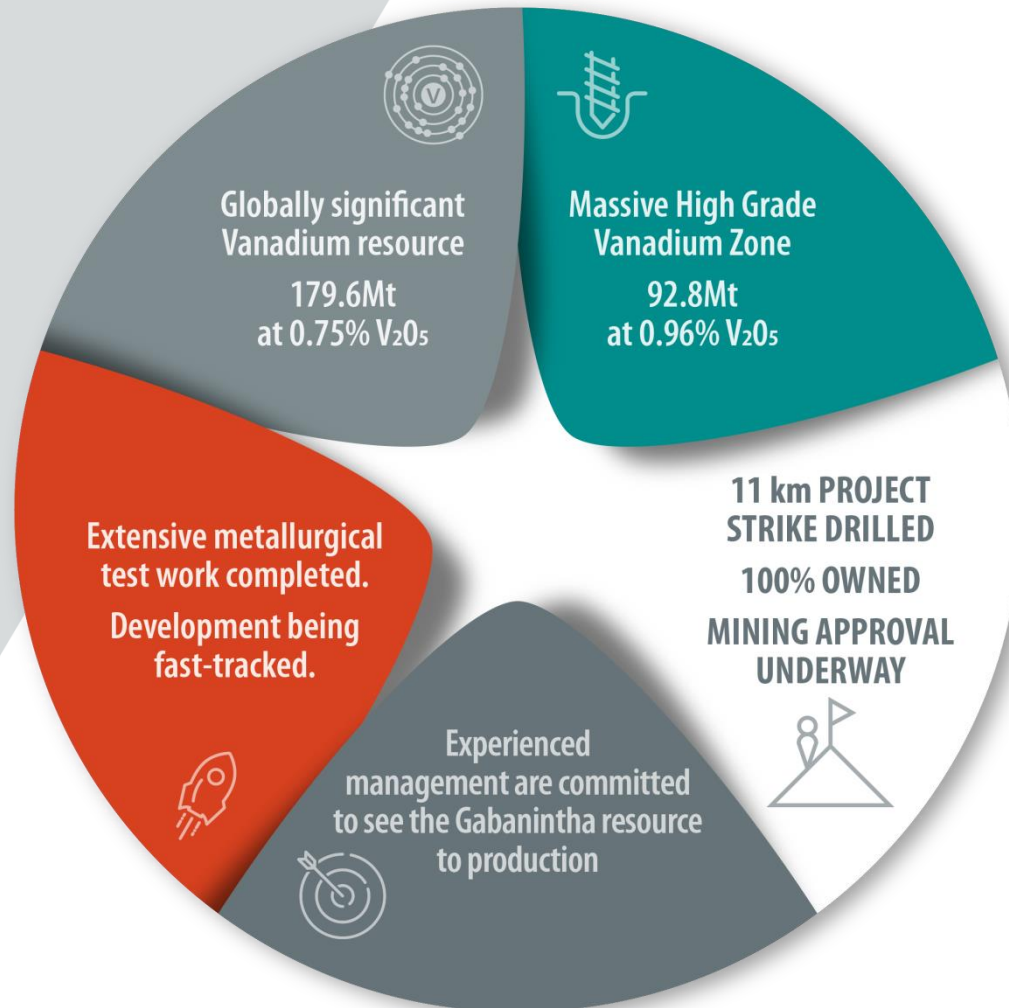 V
Globally significant
Vanadium resource
179.6Mt
at 0.75% V₂0₅
Massive High Grade
Vanadium Zone
92.8Mt
at 0.96% V₂0₅
11 km PROJECT
STRIKE DRILLED
100% OWNED
MINING APPROVAL
UNDERWAY
Experienced
management are committed
to see the Gabanintha resource
to production
Extensive metallurgical
test work completed.
Development being
fast-tracked.